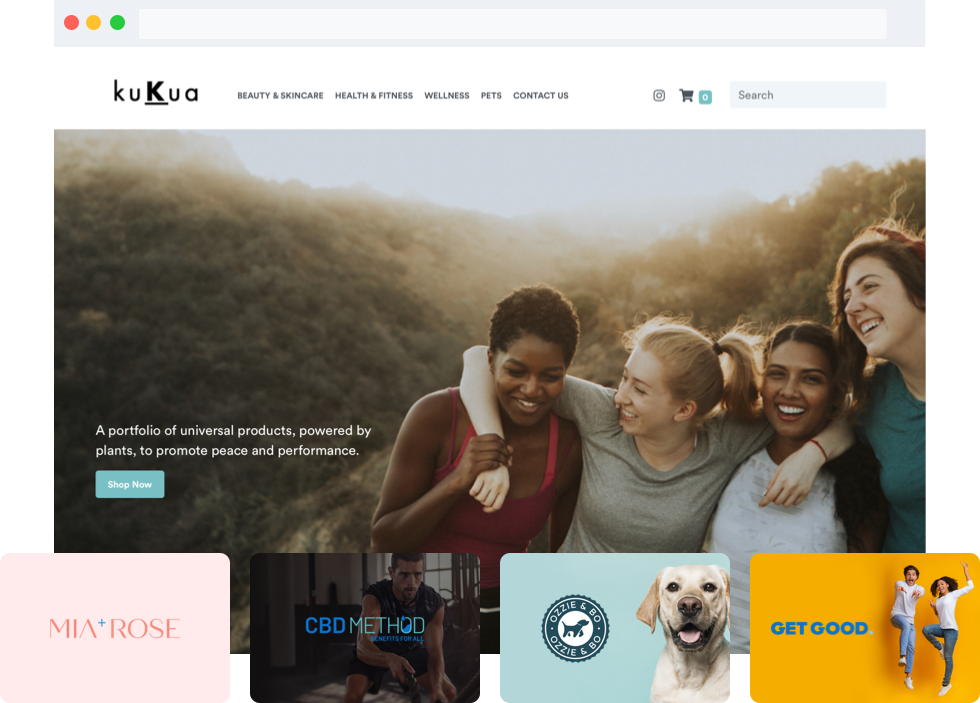 kuKua
BEAUTY & SKINCARE HEALTH & FITNESS WELLNESS PETS CONTACT US
0
Search
A portfolio of universal products, powered by
plants, to promote peace and performance.
Shop Now
MIA+ROSE
CBD METHOD
BENEFITS FOR ALL
OZZIE & BO
OZZIE & BO
GET GOOD.